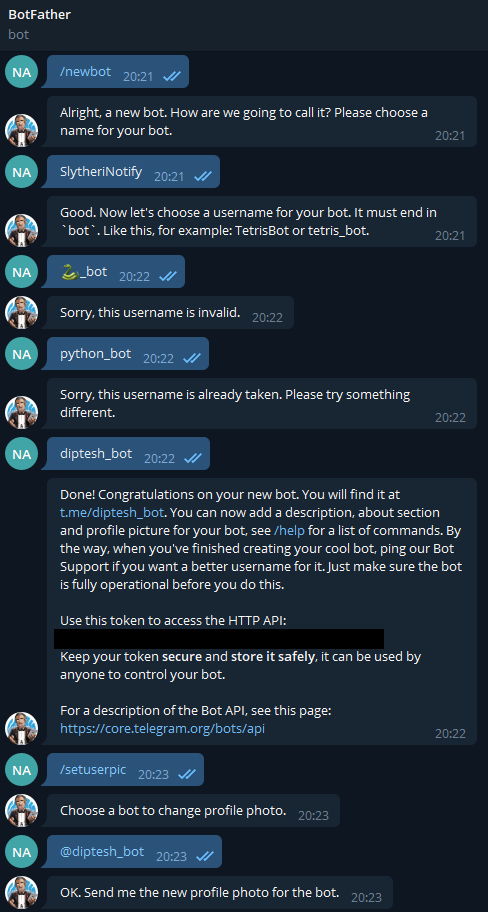 BotFather
bot
NA
/newbot 20:21
Alright, a new bot. How are we going to call it? Please choose a
name for your bot. 20:21
NA
SlytheriNotify 20:21
Good. Now let's choose a username for your bot. It must end in
`bot`. Like this, for example: TetrisBot or tetris_bot. 20:21
NA
🐍_bot 20:22
Sorry, this username is invalid. 20:22
NA
python_bot 20:22
Sorry, this username is already taken. Please try something
different. 20:22
NA
diptesh_bot 20:22
Done! Congratulations on your new bot. You will find it at
t.me/diptesh_bot. You can now add a description, about section
and profile picture for your bot, see /help for a list of commands. By
the way, when you've finished creating your cool bot, ping our Bot
Support if you want a better username for it. Just make sure the bot
is fully operational before you do this.
Use this token to access the HTTP API:
Keep your token secure and store it safely, it can be used by
anyone to control your bot.
For a description of the Bot API, see this page:
https://core.telegram.org/bots/api 20:22
NA
/setuserpic 20:23
Choose a bot to change profile photo. 20:23
NA
@diptesh_bot 20:23
OK. Send me the new profile photo for the bot. 20:23